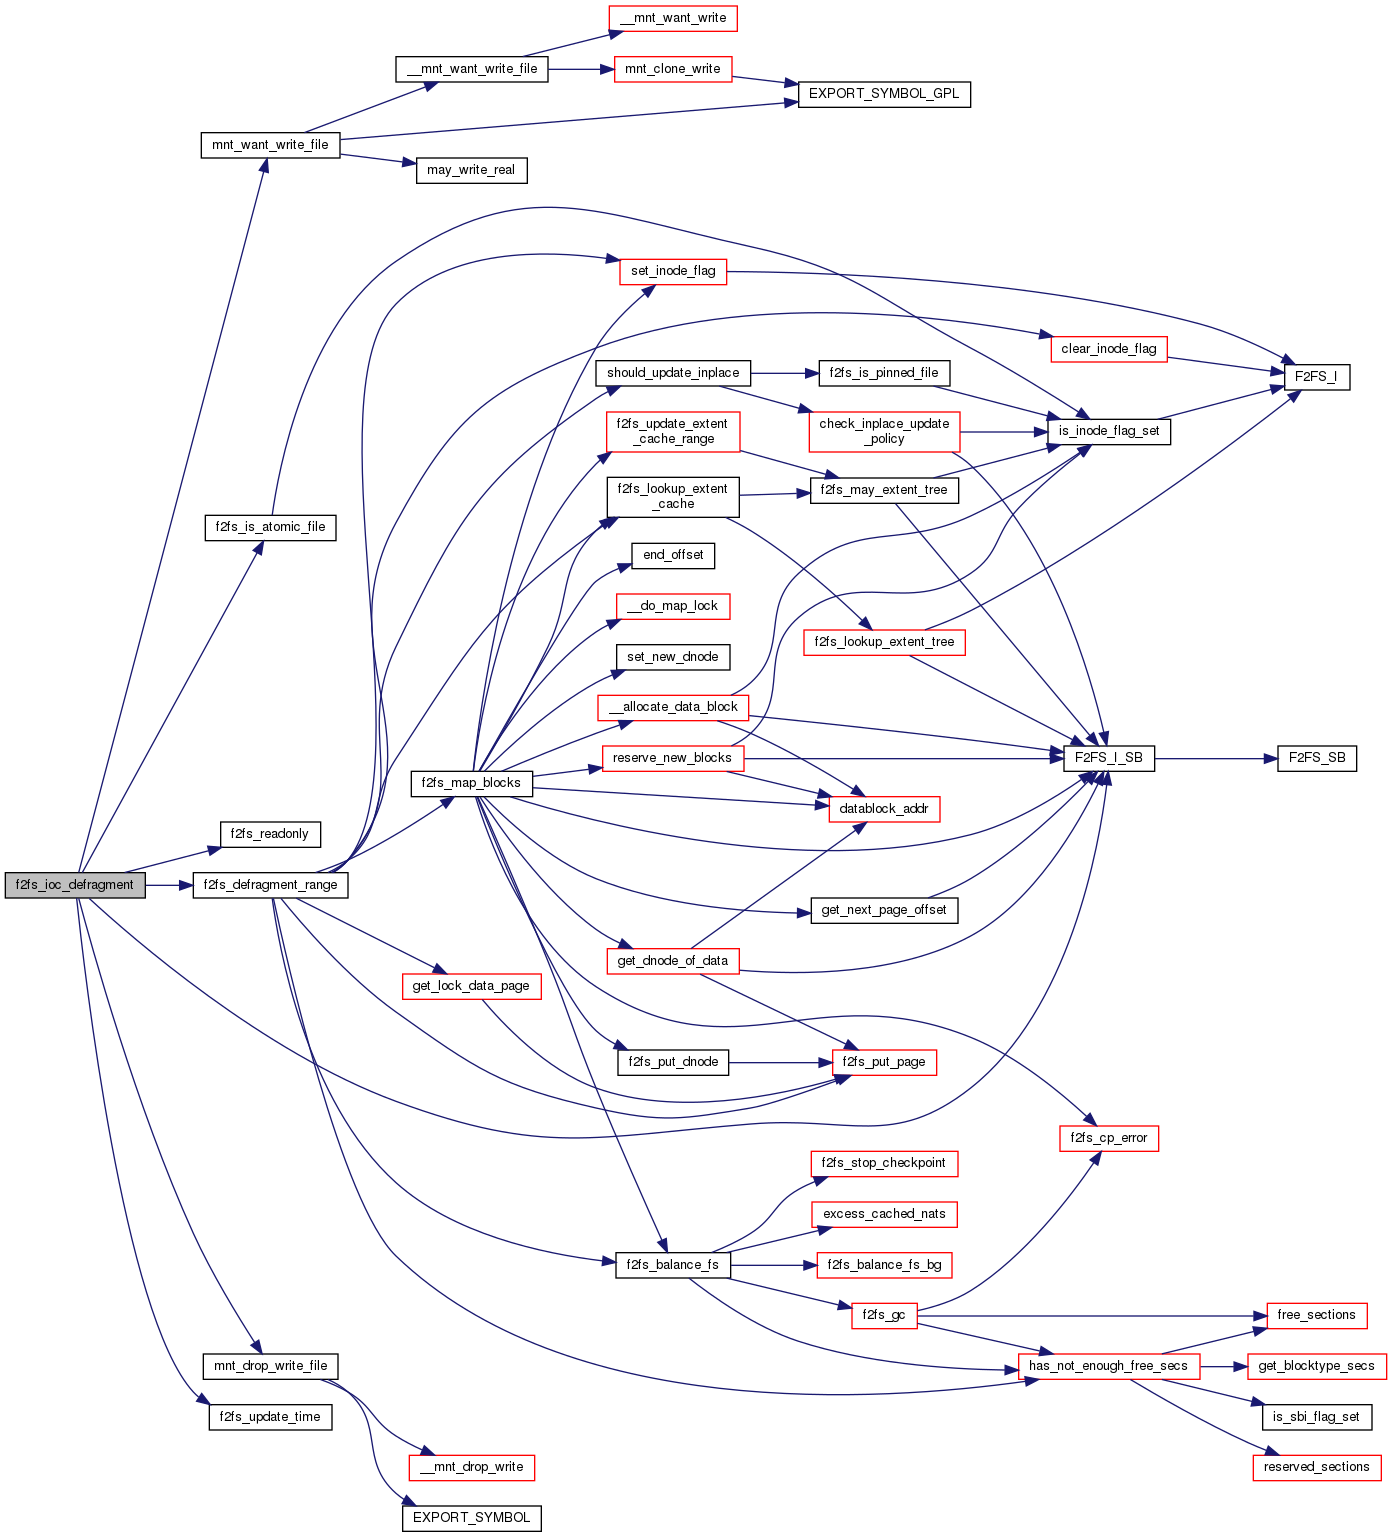 __mnt_want_write
__mnt_want_write_file
mnt_clone_write
EXPORT_SYMBOL_GPL
mnt_want_write_file
may_write_real
set_inode_flag
clear_inode_flag
should_update_inplace
f2fs_is_pinned_file
F2FS_I
f2fs_update_extent
_cache_range
check_inplace_update
_policy
is_inode_flag_set
f2fs_lookup_extent
_cache
f2fs_may_extent_tree
f2fs_is_atomic_file
end_offset
__do_map_lock
f2fs_lookup_extent_tree
set_new_dnode
__allocate_data_block
reserve_new_blocks
F2FS_I_SB
F2FS_SB
f2fs_map_blocks
datablock_addr
f2fs_readonly
f2fs_ioc_defragment
f2fs_defragment_range
get_next_page_offset
get_dnode_of_data
get_lock_data_page
f2fs_put_dnode
f2fs_put_page
f2fs_cp_error
f2fs_stop_checkpoint
excess_cached_nats
f2fs_balance_fs
f2fs_balance_fs_bg
f2fs_gc
free_sections
mnt_drop_write_file
has_not_enough_free_secs
get_blocktype_secs
f2fs_update_time
is_sbi_flag_set
__mnt_drop_write
reserved_sections
EXPORT_SYMBOL